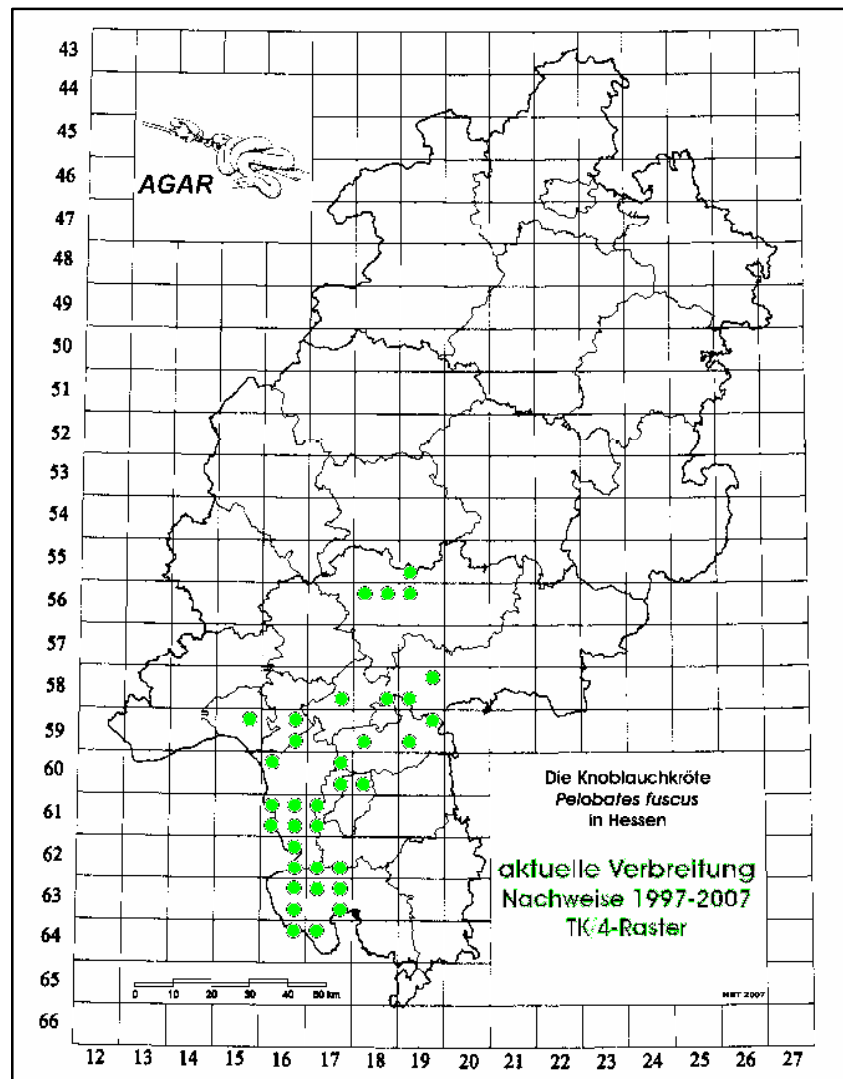 43
44
45
46
47
48
49
50
51
52
53
54
55
56
57
58
59
60
61
62
63
64
65
66
AGAR
Die Knoblauchkröte
Pelobates fuscus
in Hessen
aktuelle Verbreitung
Nachweise 1997-2007
TK/4-Raster
0 10 20 30 40 50 km
12 13 14 15 16 17 18 19 20 21 22 23 24 25 26 27